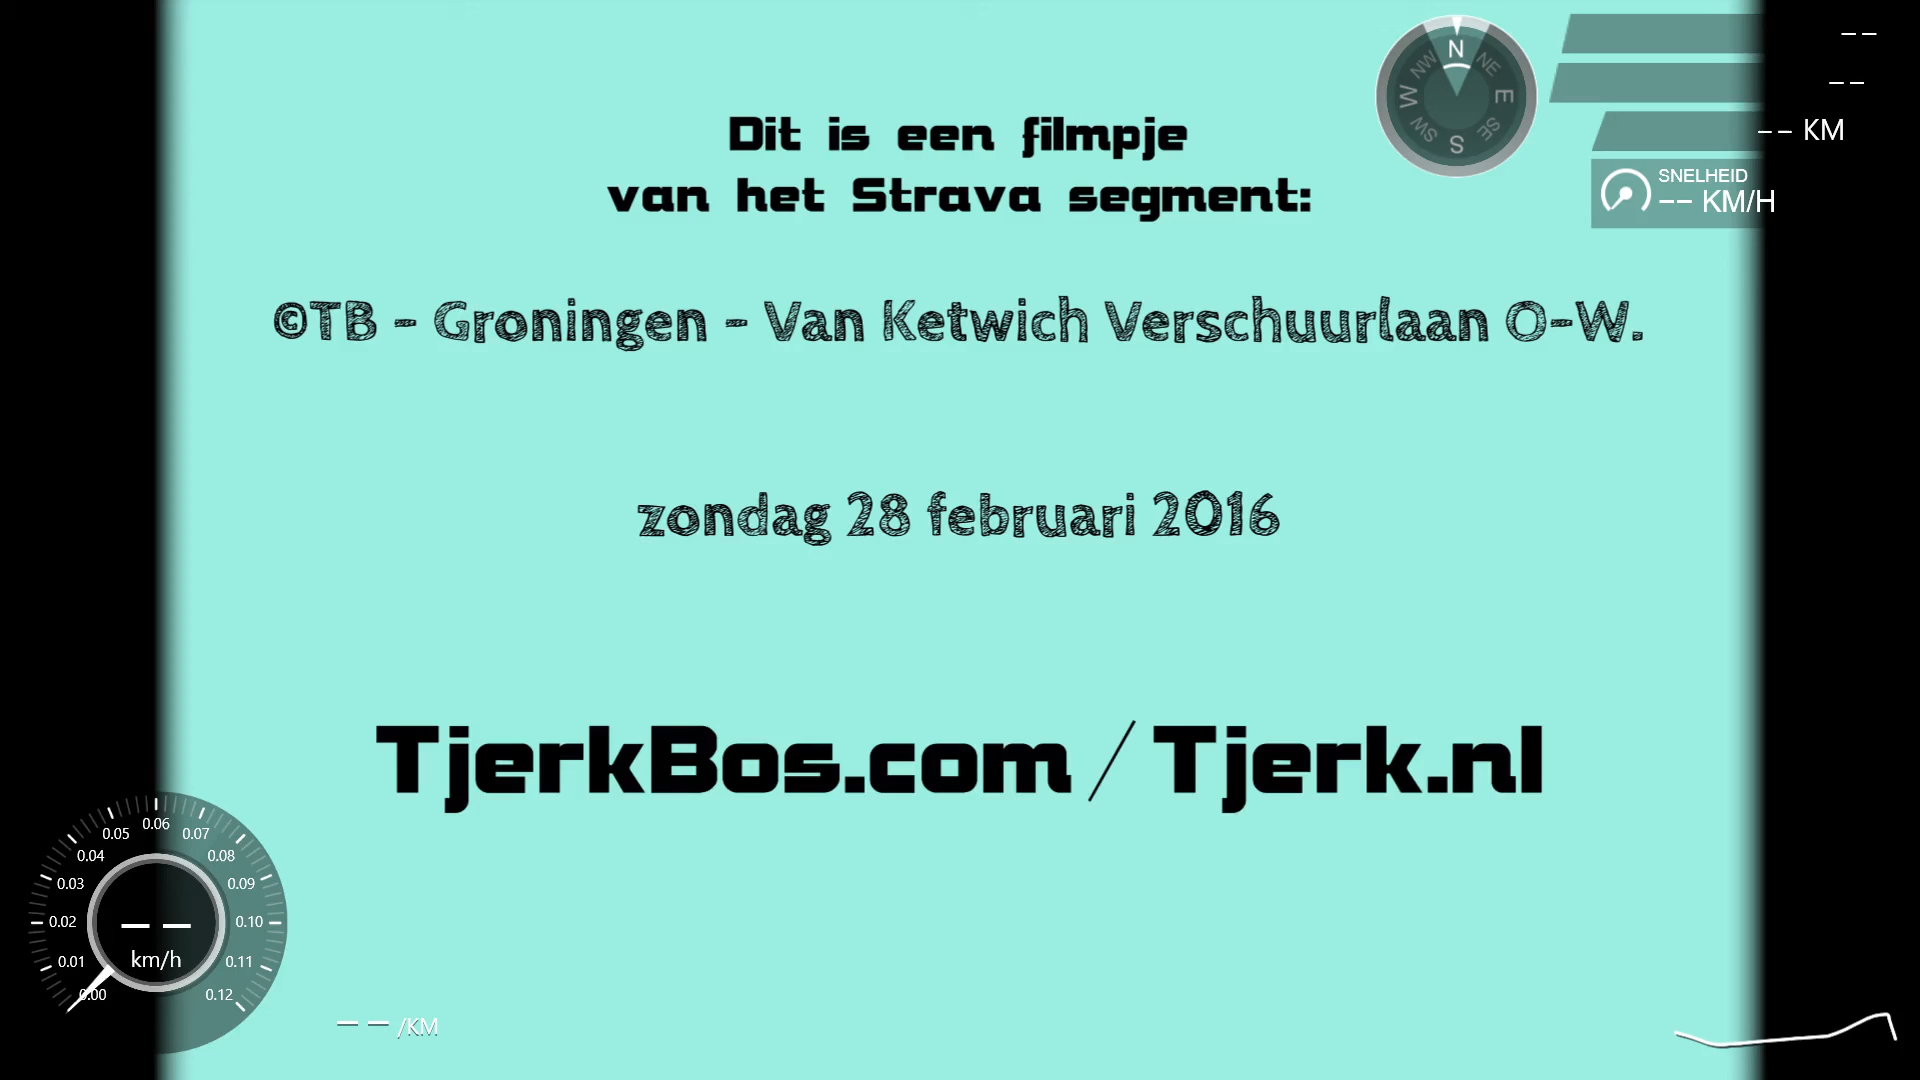 Dit is een filmpje
van het Strava segment:
©TB - Groningen - Van Ketwich Verschuurlaan O-W.
zondag 28 februari 2016
TjerkBos.com / Tjerk.nl
N
NE
E
SE
S
SW
W
NW
--
--
-- KM
SNELHEID
-- KM/H
0.00
0.01
0.02
0.03
0.04
0.05
0.06
0.07
0.08
0.09
0.10
0.11
0.12
--
km/h
-- /KM